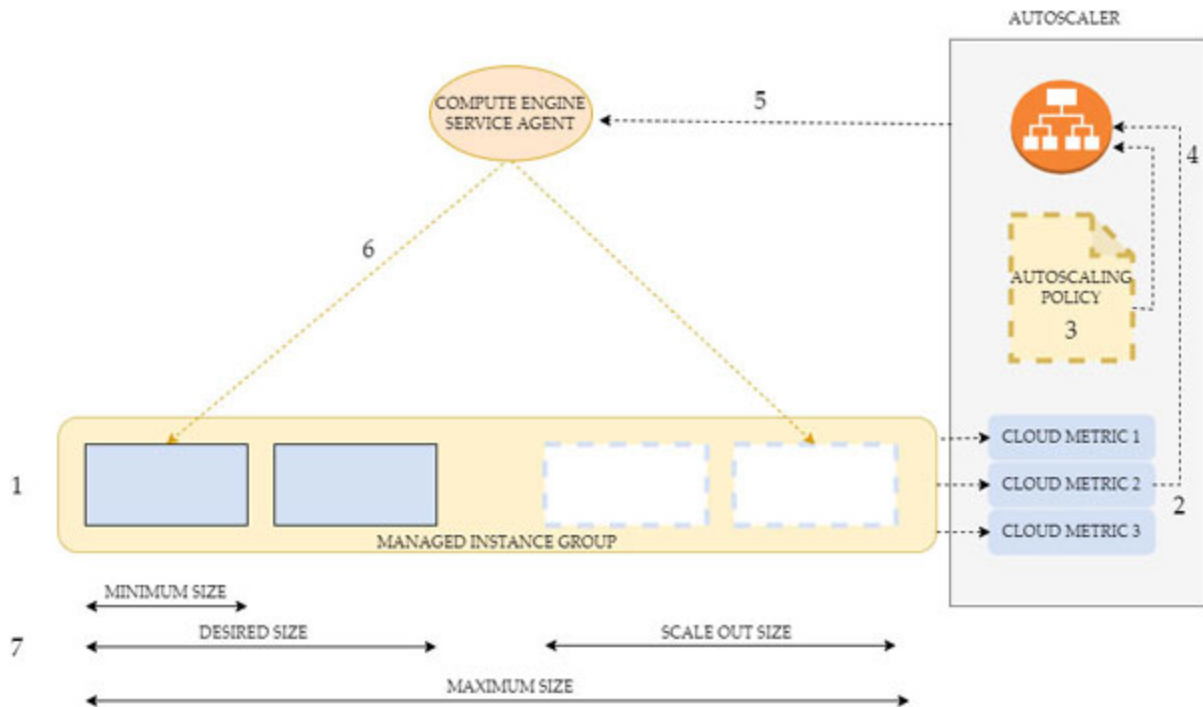 AUTOSCALER
COMPUTE ENGINE
SERVICE AGENT
5
4
6
AUTOSCALING
POLICY
3
CLOUD METRIC 1
1
CLOUD METRIC 2
2
CLOUD METRIC 3
MANAGED INSTANCE GROUP
MINIMUM SIZE
7
DESIRED SIZE
SCALE OUT SIZE
MAXIMUM SIZE